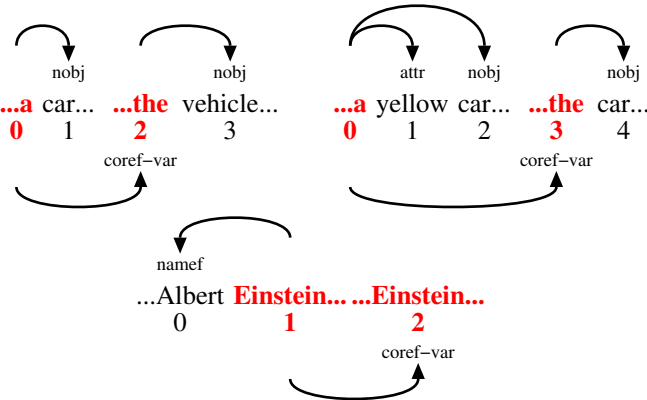 nobj nobj attr nobj nobj
...a car... ...the vehicle... ...a yellow car... ...the car...
0 1 2 3 0 1 2 3 4
coref−var coref−var
namef
...Albert Einstein... ...Einstein...
0 1 2
coref−var